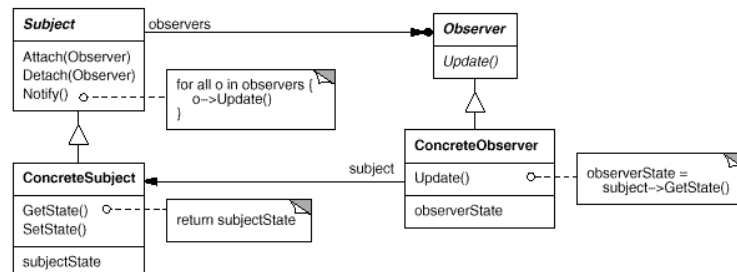 Subject
observers
Observer
Attach(Observer)
Detach(Observer)
Notify()
Update()
for all o in observers {
o->Update()
}
ConcreteSubject
subject
ConcreteObserver
GetState()
SetState()
return subjectState
Update()
observerState =
subject->GetState()
observerState
subjectState